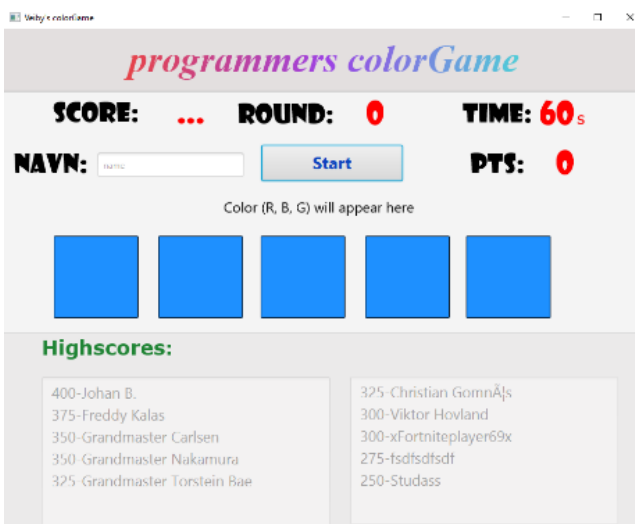 Veiby's colorGame
programmers colorGame
SCORE: ... ROUND: 0 TIME: 60 s
NAVN: name Start PTS: 0
Color (R, B, G) will appear here
Highscores:
400-Johan B.
375-Freddy Kalas
350-Grandmaster Carlsen
350-Grandmaster Nakamura
325-Grandmaster Torstein Bae
325-Christian GomnÃ¦s
300-Viktor Hovland
300-xFortniteplayer69x
275-fsdfsdfsdf
250-Studass